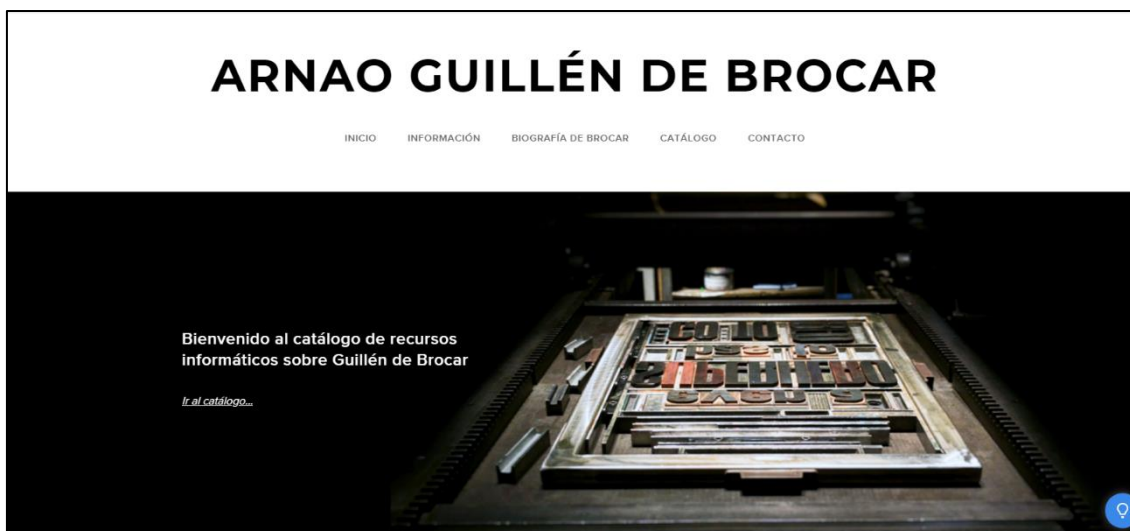 ARNAO GUILLÉN DE BROCAR
INICIO INFORMACIÓN BIOGRAFÍA DE BROCAR CATÁLOGO CONTACTO
Bienvenido al catálogo de recursos
informáticos sobre Guillén de Brocar
Ir al catálogo...